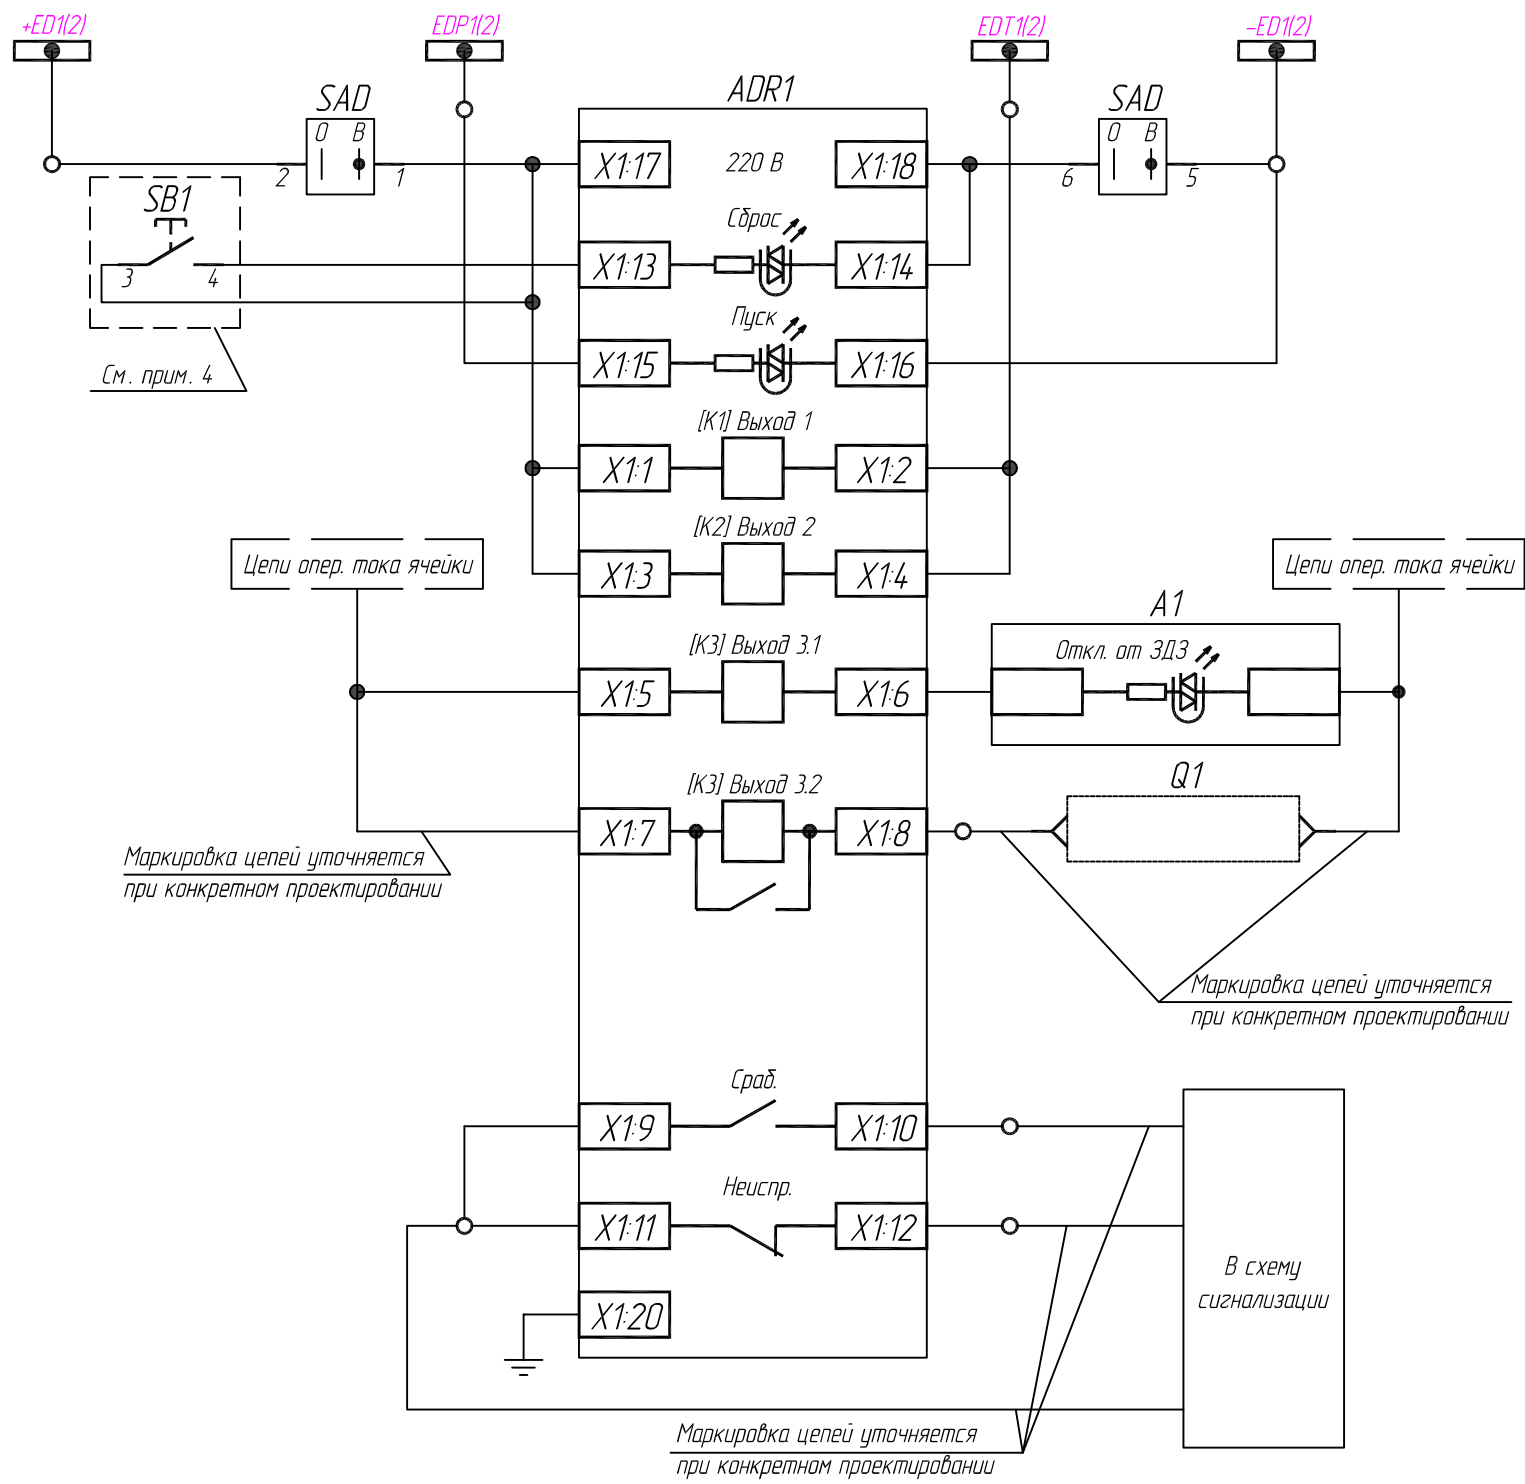 +ED1(2)
EDP1(2)
EDT1(2)
-ED1(2)
SAD
ADR1
SAD
О В
О В
2
1
X1:17
220 В
X1:18
6
5
SB1
Сброс
3
4
X1:13
X1:14
Пуск
X1:15
X1:16
См. прим. 4
[К1] Выход 1
X1:1
X1:2
[К2] Выход 2
Цепи опер. тока ячейки
X1:3
X1:4
Цепи опер. тока ячейки
A1
[К3] Выход 3.1
Откл. от ЗДЗ
X1:5
X1:6
[К3] Выход 3.2
Q1
X1:7
X1:8
Маркировка цепей уточняется
при конкретном проектировании
Маркировка цепей уточняется
при конкретном проектировании
Сраб.
X1:9
X1:10
Неиспр.
X1:11
X1:12
В схему
сигнализации
X1:20
Маркировка цепей уточняется
при конкретном проектировании